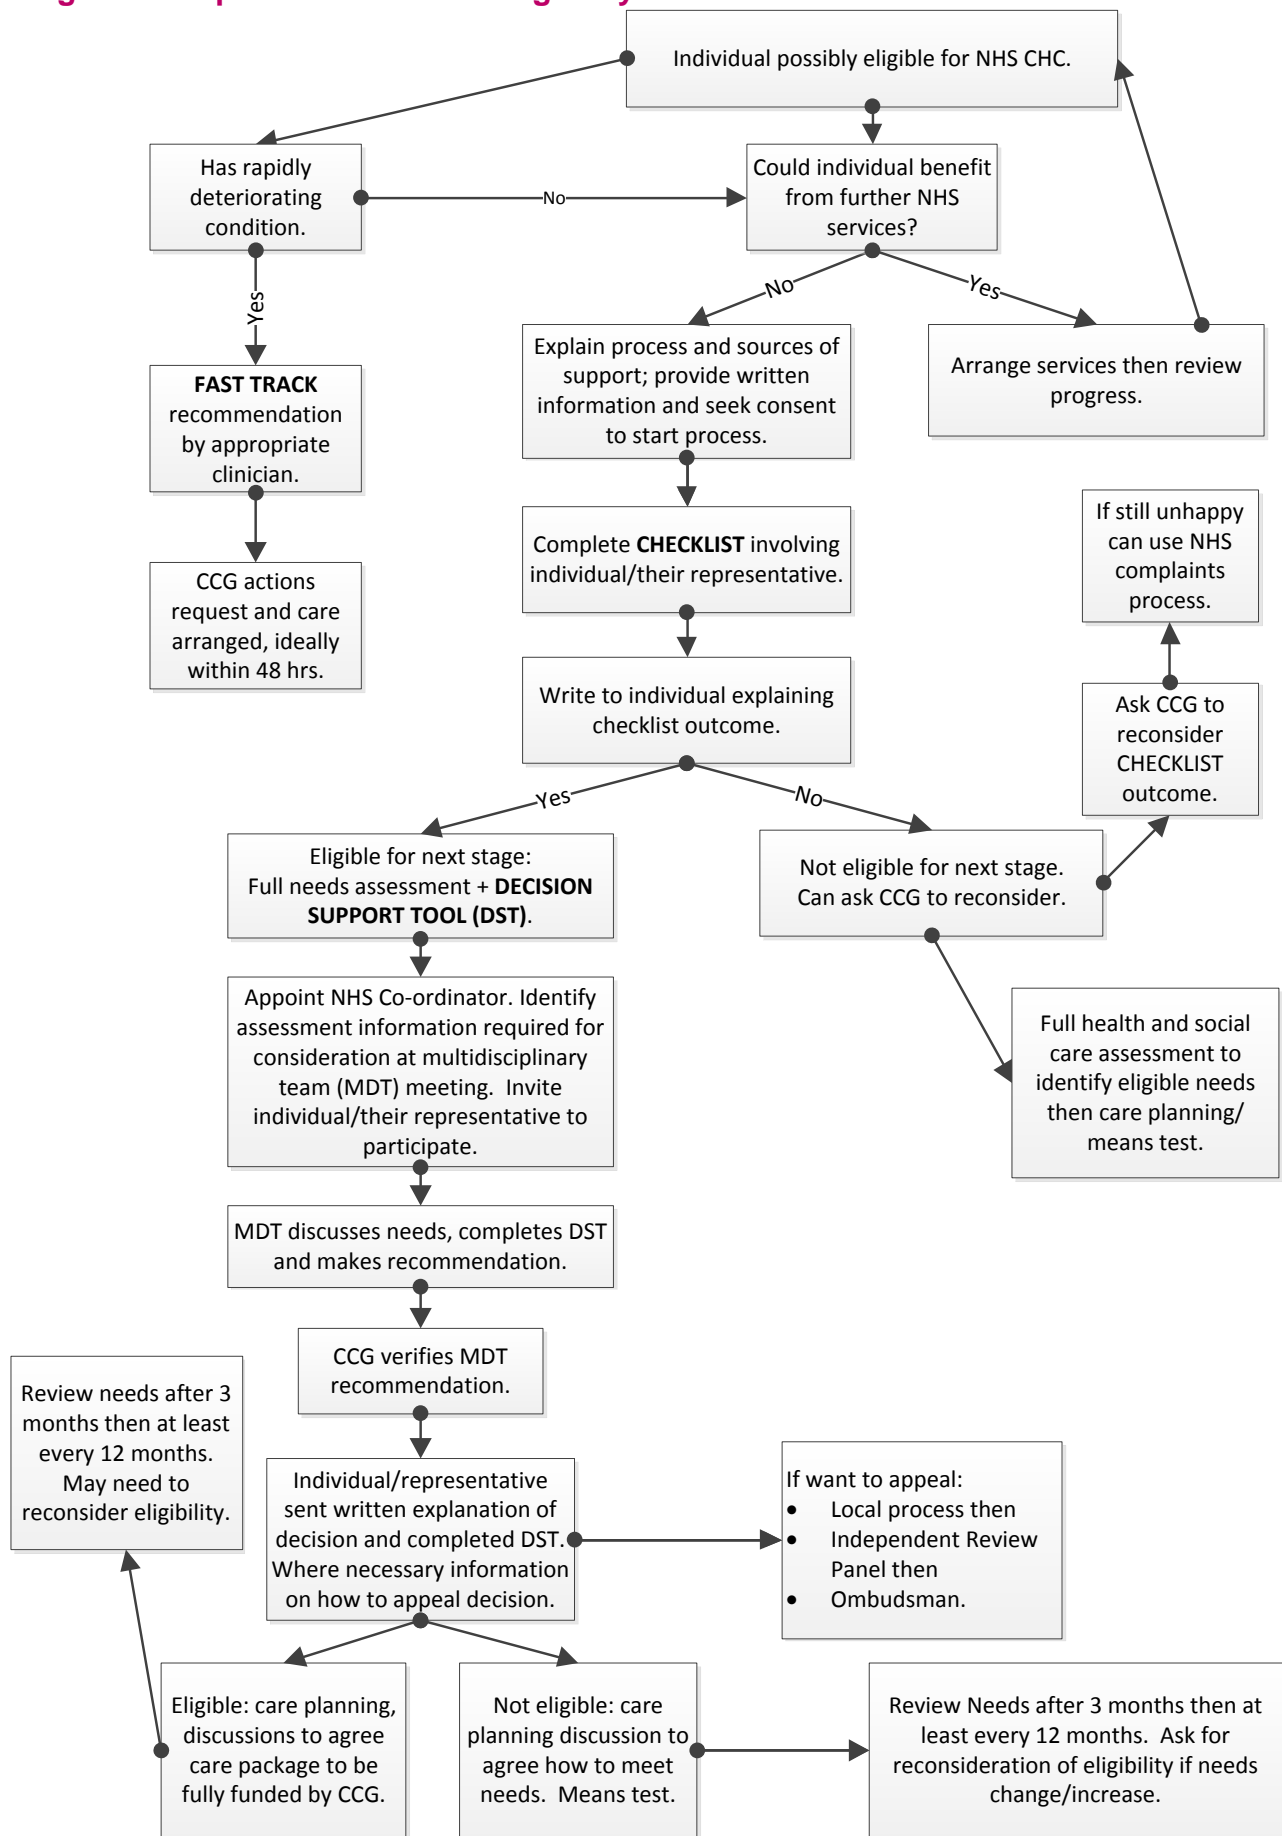 Individual possibly eligible for NHS CHC.
Has rapidly
deteriorating
condition.
No
Could individual benefit
from further NHS
services?
Yes
No
Yes
FAST TRACK
recommendation
by appropriate
clinician.
Explain process and sources of
support; provide written
information and seek consent
to start process.
Arrange services then review
progress.
CCG actions
request and care
arranged, ideally
within 48 hrs.
Complete CHECKLIST involving
individual/their representative.
If still unhappy
can use NHS
complaints
process.
Write to individual explaining
checklist outcome.
Ask CCG to
reconsider
CHECKLIST
outcome.
Yes
No
Eligible for next stage:
Full needs assessment + DECISION
SUPPORT TOOL (DST).
Not eligible for next stage.
Can ask CCG to reconsider.
Appoint NHS Co-ordinator. Identify
assessment information required for
consideration at multidisciplinary
team (MDT) meeting.  Invite
individual/their representative to
participate.
Full health and social
care assessment to
identify eligible needs
then care planning/
means test.
MDT discusses needs, completes DST
and makes recommendation.
CCG verifies MDT
recommendation.
Review needs after 3
months then at least
every 12 months.
May need to
reconsider eligibility.
Individual/representative
sent written explanation of
decision and completed DST.
Where necessary information
on how to appeal decision.
If want to appeal:
• Local process then
• Independent Review
Panel then
• Ombudsman.
Eligible: care planning,
discussions to agree
care package to be
fully funded by CCG.
Not eligible: care
planning discussion to
agree how to meet
needs.  Means test.
Review Needs after 3 months then at
least every 12 months.  Ask for
reconsideration of eligibility if needs
change/increase.